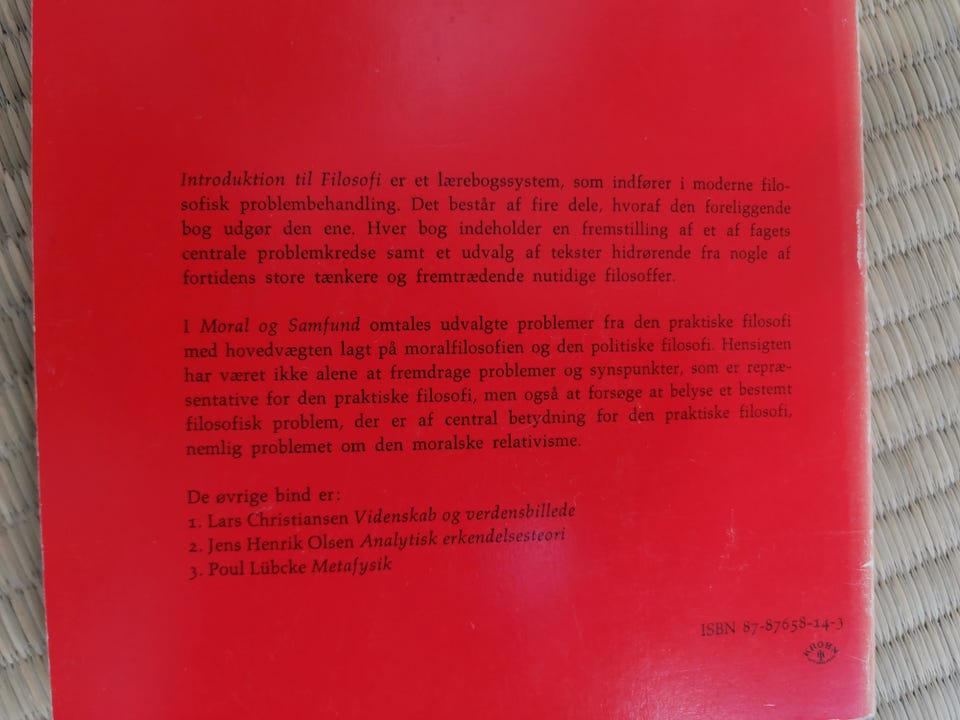 Introduktion til Filosofi er et lærebogssystem, som indfører i moderne filo-
sofisk problembehandling. Det består af fire dele, hvoraf den foreliggende
bog udgør den ene. Hver bog indeholder en fremstilling af et af fagets
centrale problemkredse samt et udvalg af tekster hidrørende fra nogle af
fortidens store tænkere og fremtrædende nutidige filosoffer.
I Moral og Samfund omtales udvalgte problemer fra den praktiske filosofi
med hovedvægten lagt på moralfilosofien og den politiske filosofi. Hensigten
har været ikke alene at fremdrage problemer og synspunkter, som er repræ-
sentative for den praktiske filosofi, men også at forsøge at belyse et bestemt
filosofisk problem, der er af central betydning for den praktiske filosofi,
nemlig problemet om den moralske relativisme.
De øvrige bind er:
1. Lars Christiansen Videnskab og verdensbillede
2. Jens Henrik Olsen Analytisk erkendelsesteori
3. Poul Lübcke Metafysik
ISBN 87-87658-14-3
KROHN